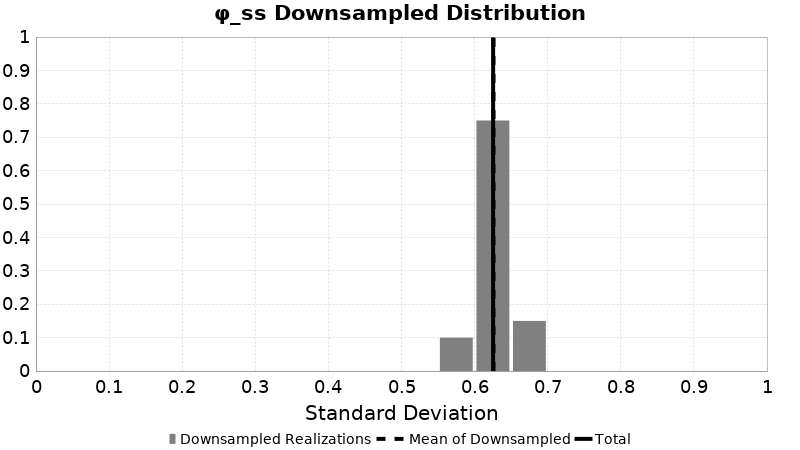 φ_ss Downsampled Distribution
1
0.9
0.8
0.7
0.6
0.5
0.4
0.3
0.2
0.1
0
0 0.1 0.2 0.3 0.4 0.5 0.6 0.7 0.8 0.9 1
Standard Deviation
Downsampled Realizations Mean of Downsampled Total